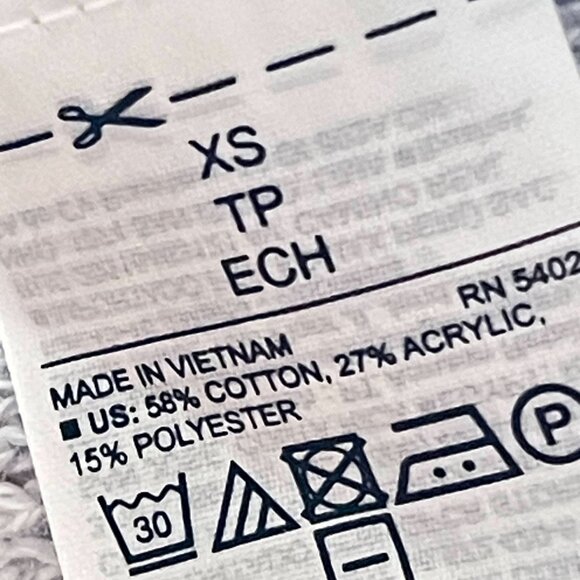 XS
TP
ECH
RN 5402
MADE IN VIETNAM
■ US: 58% COTTON, 27% ACRYLIC,
15% POLYESTER
30
P